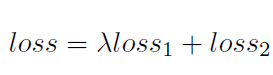 loss = λloss₁ + loss₂